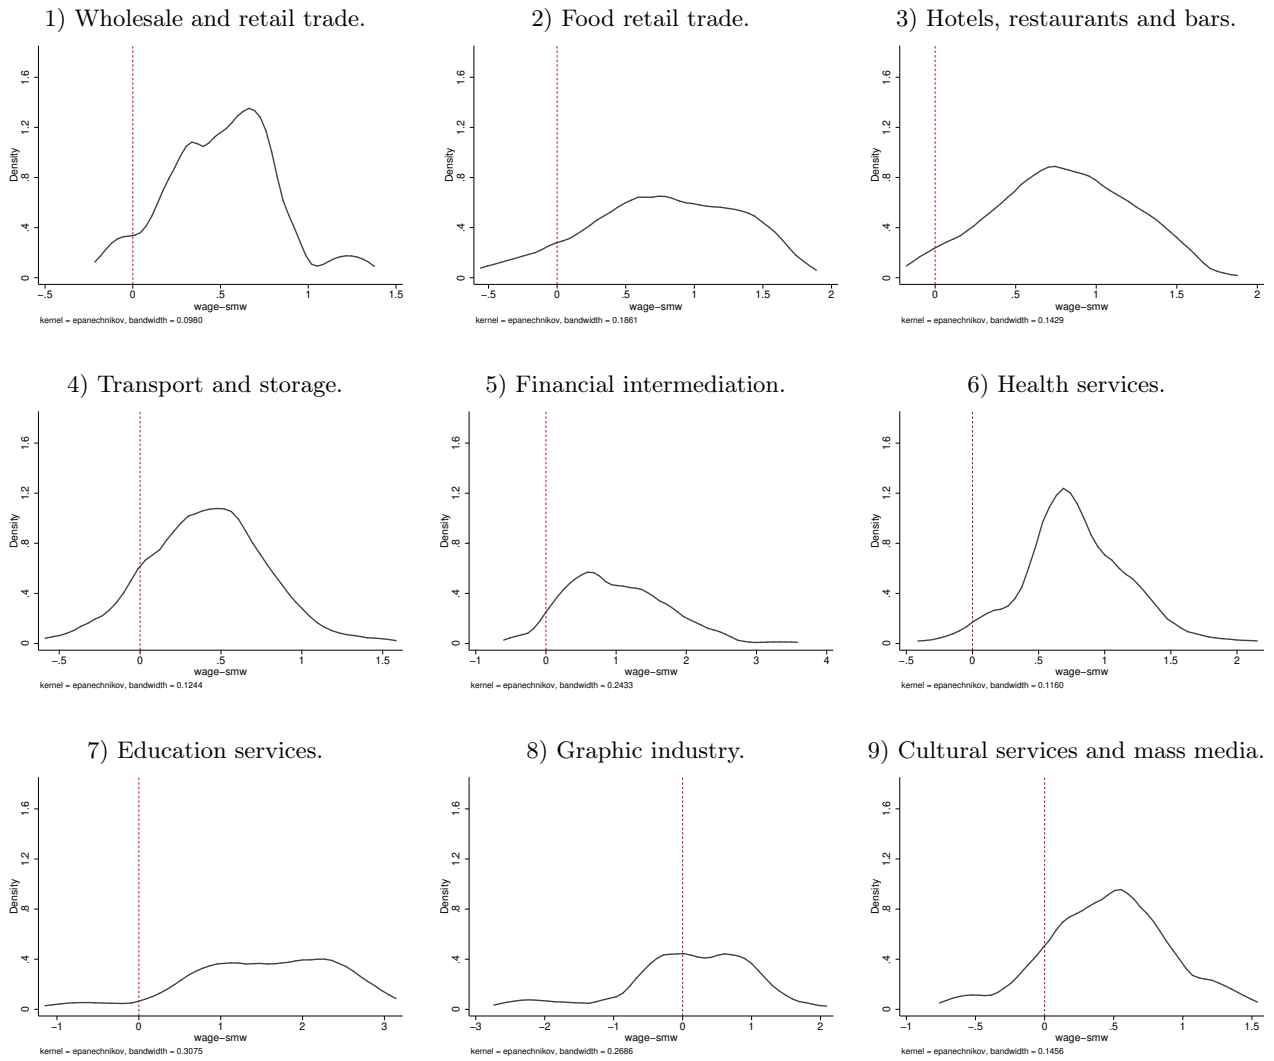 1) Wholesale and retail trade.
Density
0 .4 .8 1.2 1.6
−.5 0 .5 1 1.5
wage−smw
kernel = epanechnikov, bandwidth = 0.0980
2) Food retail trade.
Density
0 .4 .8 1.2 1.6
−.5 0 .5 1 1.5 2
wage−smw
kernel = epanechnikov, bandwidth = 0.1861
3) Hotels, restaurants and bars.
Density
0 .4 .8 1.2 1.6
0 .5 1 1.5 2
wage−smw
kernel = epanechnikov, bandwidth = 0.1429
4) Transport and storage.
Density
0 .4 .8 1.2 1.6
−.5 0 .5 1 1.5
wage−smw
kernel = epanechnikov, bandwidth = 0.1244
5) Financial intermediation.
Density
0 .4 .8 1.2 1.6
−1 0 1 2 3 4
wage−smw
kernel = epanechnikov, bandwidth = 0.2433
6) Health services.
Density
0 .4 .8 1.2 1.6
−.5 0 .5 1 1.5 2
wage−smw
kernel = epanechnikov, bandwidth = 0.1160
7) Education services.
Density
0 .4 .8 1.2 1.6
−1 0 1 2 3
wage−smw
kernel = epanechnikov, bandwidth = 0.3075
8) Graphic industry.
Density
0 .4 .8 1.2 1.6
−3 −2 −1 0 1 2
wage−smw
kernel = epanechnikov, bandwidth = 0.2686
9) Cultural services and mass media.
Density
0 .4 .8 1.2 1.6
−1 −.5 0 .5 1 1.5
wage−smw
kernel = epanechnikov, bandwidth = 0.1456